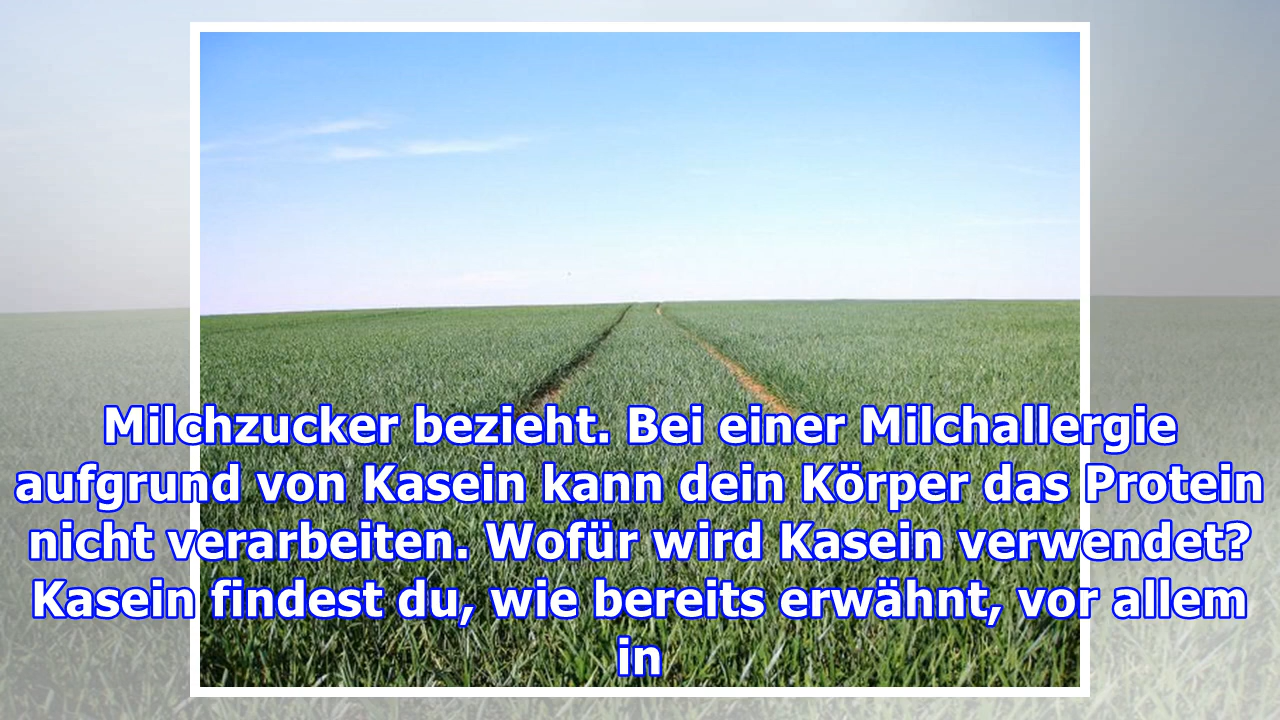 Milchzucker bezieht. Bei einer Milchallergie
aufgrund von Kasein kann dein Körper das Protein
nicht verarbeiten. Wofür wird Kasein verwendet?
Kasein findest du, wie bereits erwähnt, vor allem
in